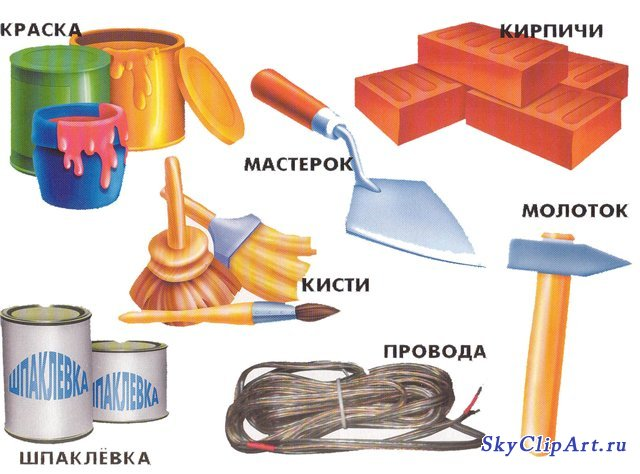 КРАСКА
КИРПИЧИ
МАСТЕРОК
МОЛОТОК
КИСТИ
ПРОВОДА
ШПАКЛЕВКА
ШПАКЛЕВКА
ШПАКЛЁВКА
SkyClipArt.ru